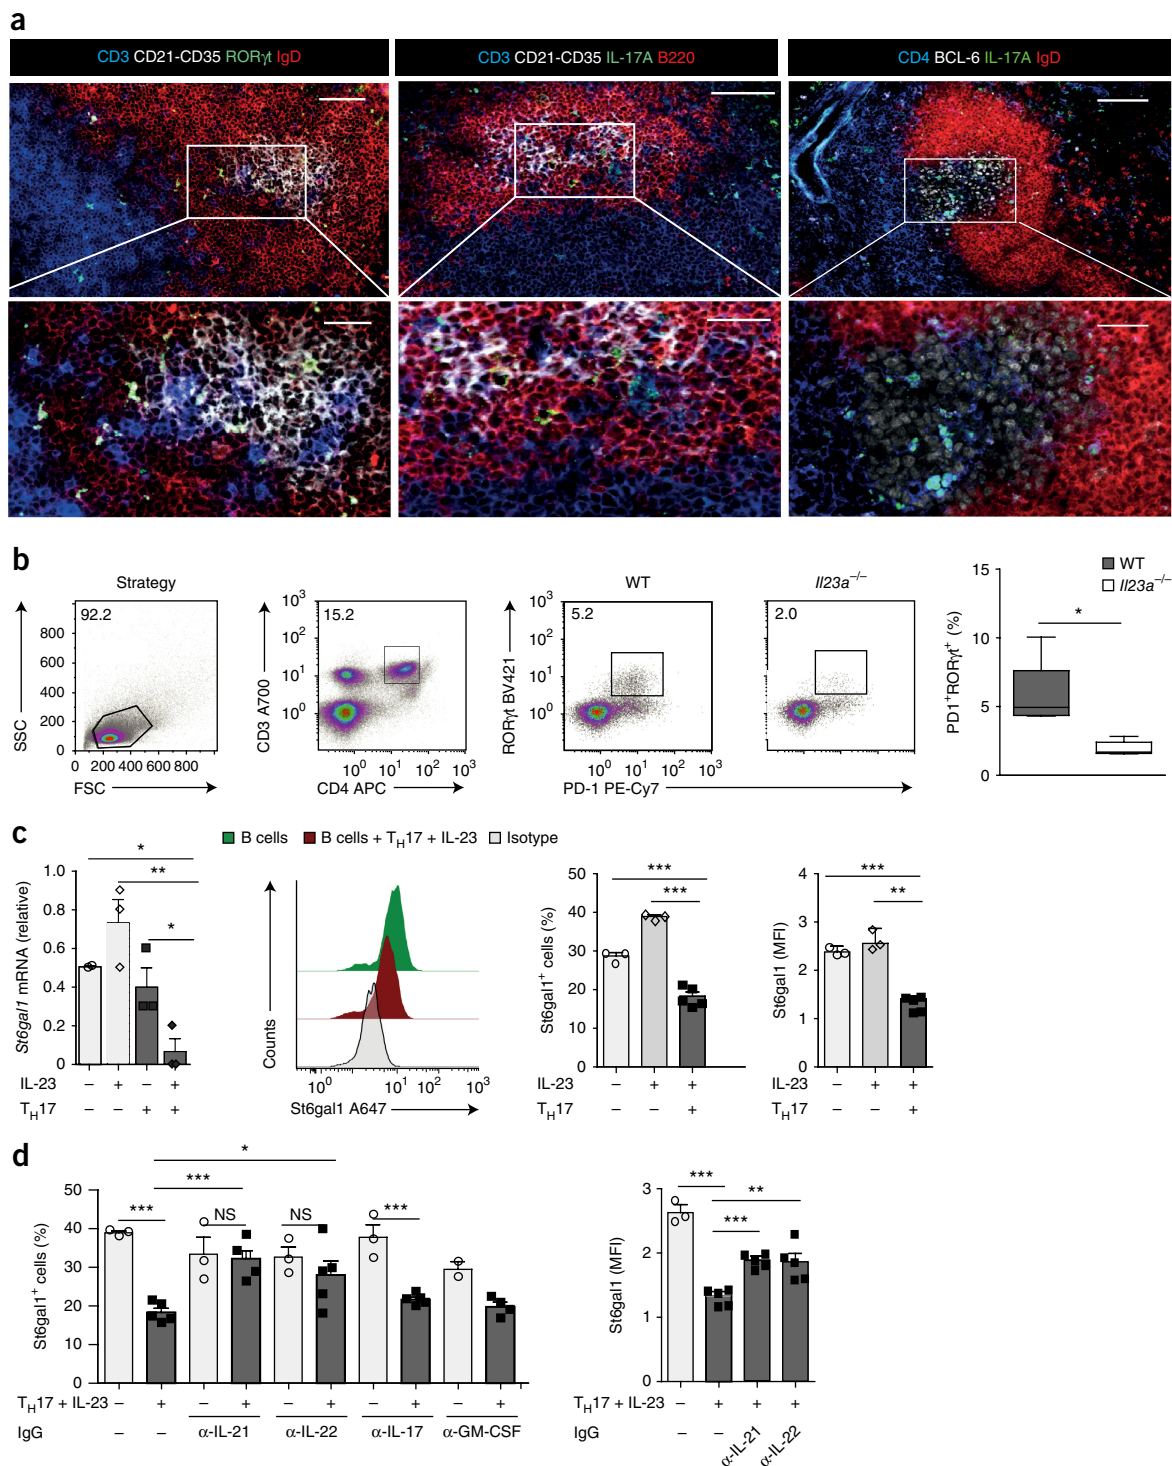 a
CD3 CD21-CD35 RORγt IgD
CD3 CD21-CD35 IL-17A B220
CD4 BCL-6 IL-17A IgD
b
Strategy
92.2
SSC
800
600
400
200
0
0 200 400 600 800
FSC
15.2
CD3 A700
10³
10²
10¹
10⁰
10⁰ 10¹ 10² 10³
CD4 APC
WT
5.2
RORγt BV421
10³
10²
10¹
10⁰
10⁰ 10¹ 10² 10³
PD-1 PE-Cy7
Il23a⁻/⁻
2.0
10⁰ 10¹ 10² 10³
WT
Il23a⁻/⁻
PD1⁺RORγt⁺ (%)
15
10
5
0
*
c
B cells B cells + TH17 + IL-23 Isotype
St6gal1 mRNA (relative)
1.0
0.8
0.6
0.4
0.2
0
*
**
*
IL-23 – + – +
TH17 – – + +
Counts
10⁰ 10¹ 10² 10³
St6gal1 A647
St6gal1⁺ cells (%)
50
40
30
20
10
0
***
***
IL-23 – + +
TH17 – – +
St6gal1 (MFI)
4
3
2
1
0
***
**
IL-23 – + +
TH17 – – +
d
St6gal1⁺ cells (%)
50
40
30
20
10
0
*
***
***
NS
NS
***
TH17 + IL-23 – + – + – + – + – +
IgG – – α-IL-21 α-IL-22 α-IL-17 α-GM-CSF
St6gal1 (MFI)
3
2
1
0
***
**
***
TH17 + IL-23 – + + +
IgG – – α-IL-21 α-IL-22